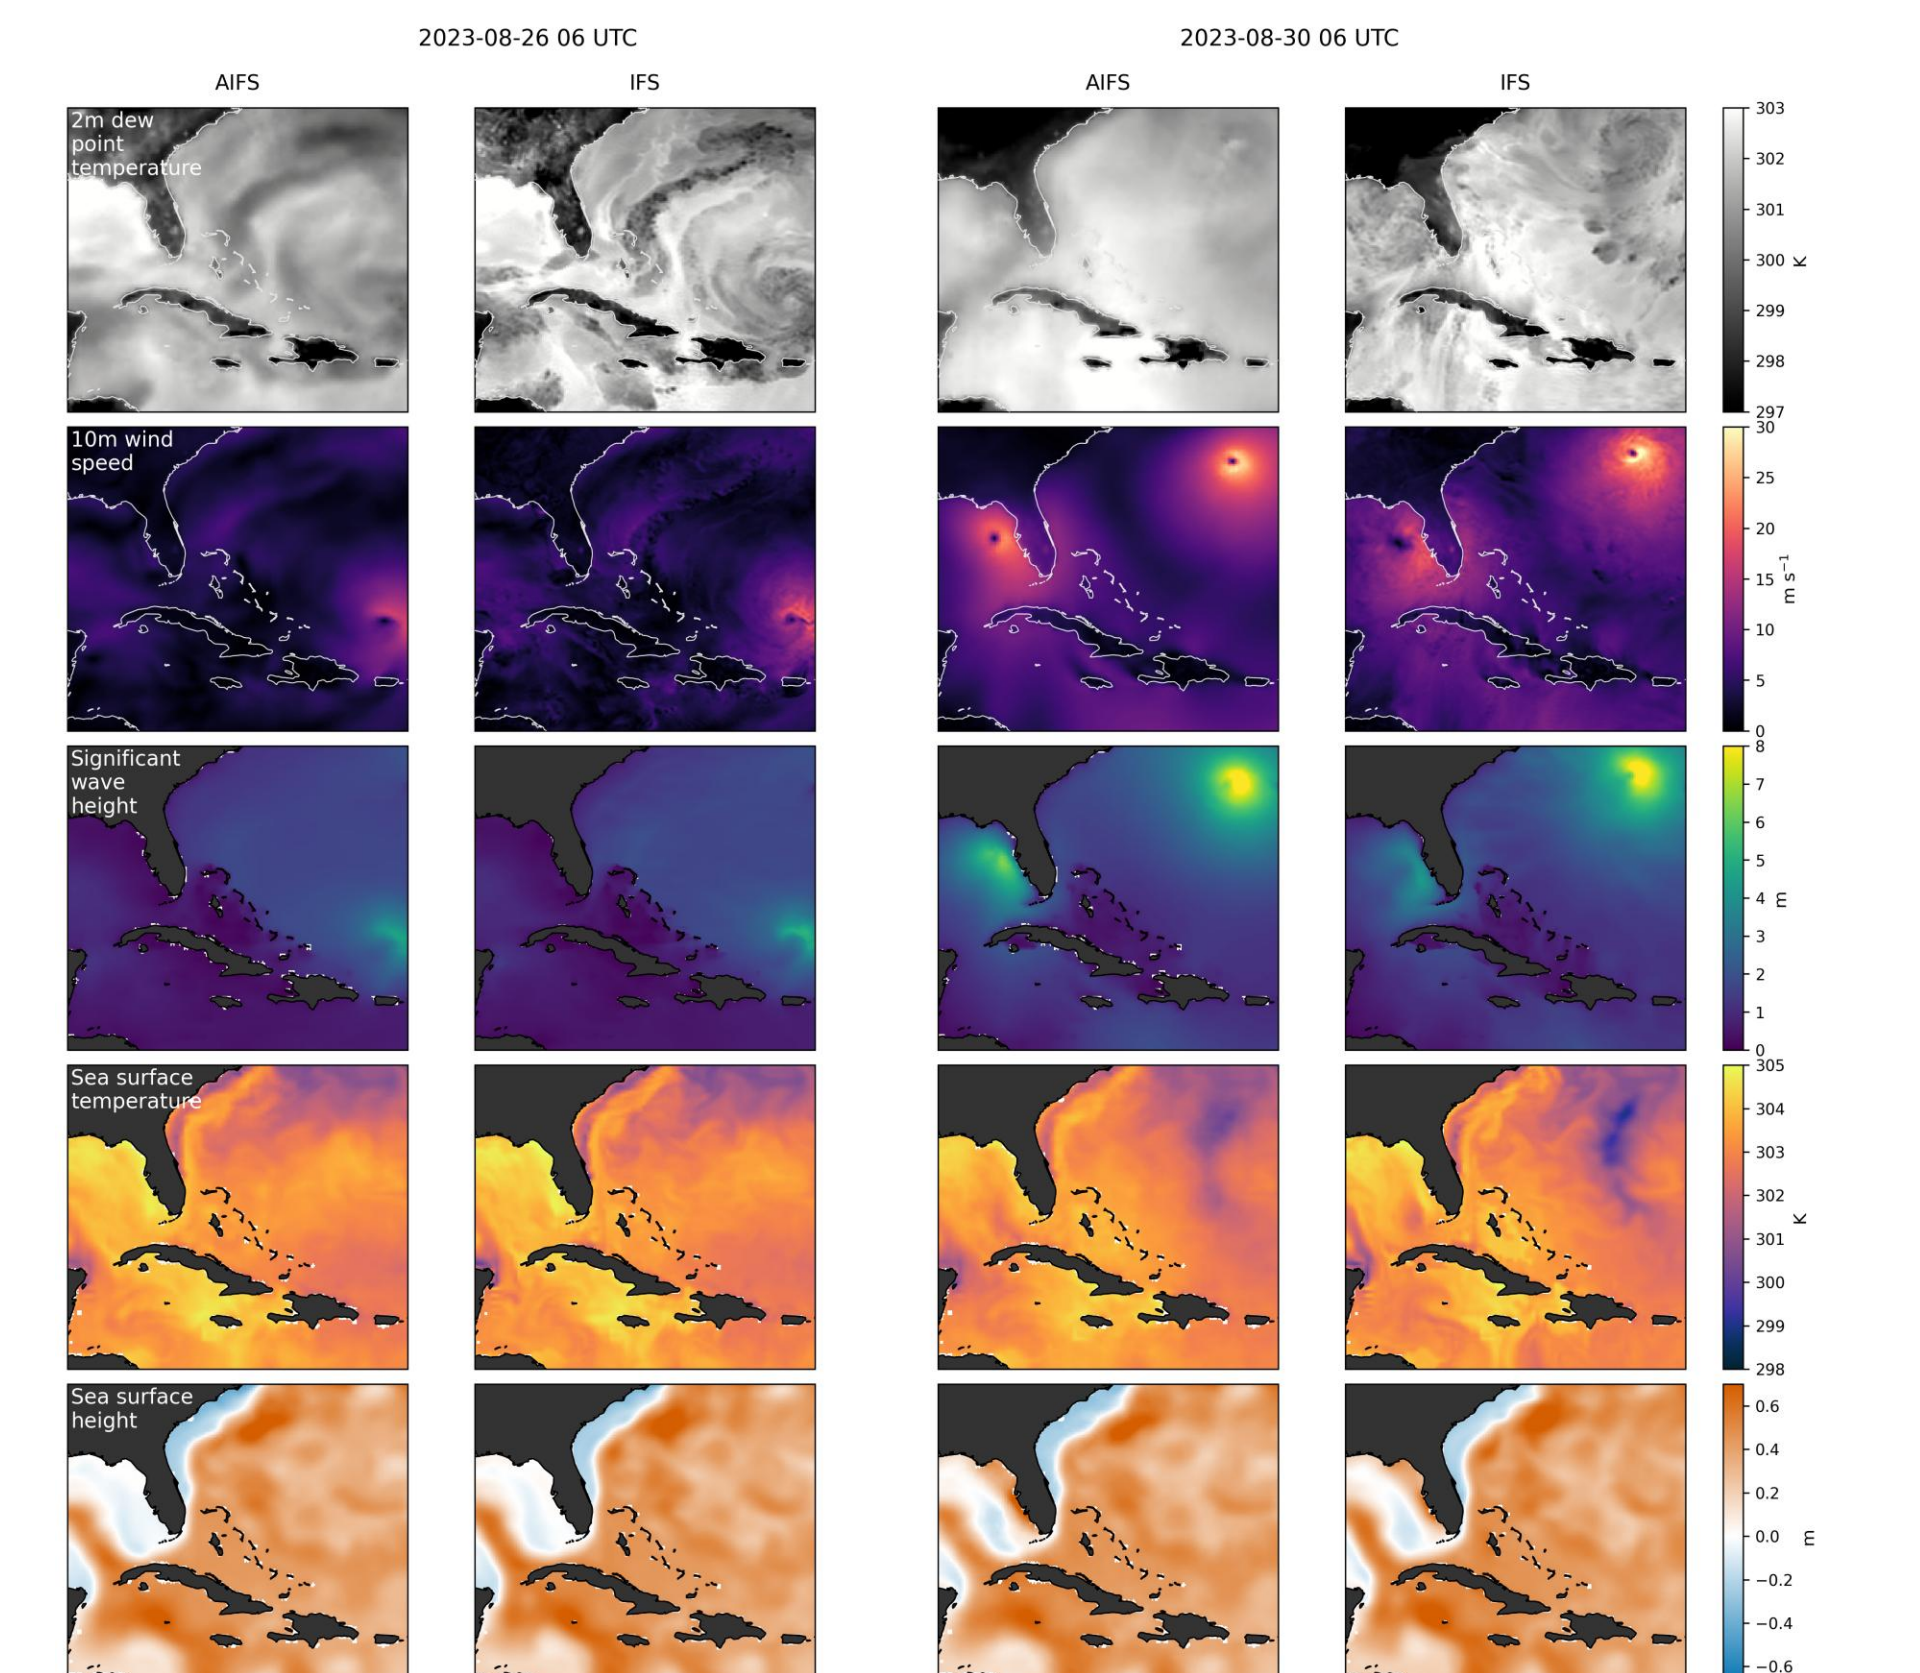 2023-08-26 06 UTC
2023-08-30 06 UTC
AIFS
IFS
AIFS
IFS
2m dew
point
temperature
303
302
301
300
299
298
297
K
10m wind
speed
30
25
20
15
10
5
0
m s⁻¹
Significant
wave
height
8
7
6
5
4
3
2
1
0
m
Sea surface
temperature
305
304
303
302
301
300
299
298
K
Sea surface
height
0.6
0.4
0.2
0.0
−0.2
−0.4
−0.6
m